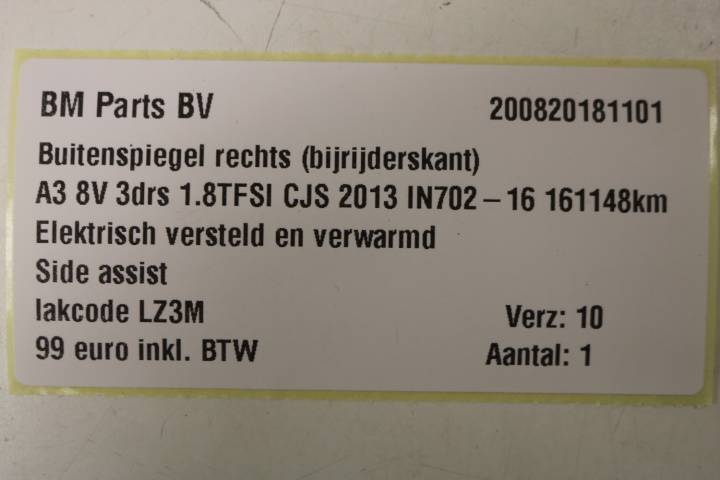 BM Parts BV 200820181101
Buitenspiegel rechts (bijrijderskant)
A3 8V 3drs 1.8TFSI CJS 2013 IN702 – 16 161148km
Elektrisch versteld en verwarmd
Side assist
lakcode LZ3M Verz: 10
99 euro inkl. BTW Aantal: 1